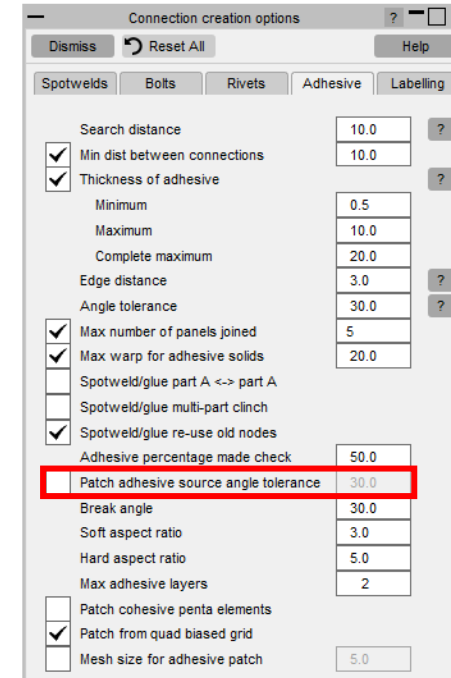 Connection creation options ?
Dismiss Reset All Help
Spotwelds Bolts Rivets Adhesive Labelling
Search distance 10.0 ?
Min dist between connections 10.0
Thickness of adhesive ?
Minimum 0.5
Maximum 10.0
Complete maximum 20.0
Edge distance 3.0 ?
Angle tolerance 30.0 ?
Max number of panels joined 5
Max warp for adhesive solids 20.0
Spotweld/glue part A <-> part A
Spotweld/glue multi-part clinch
Spotweld/glue re-use old nodes
Adhesive percentage made check 50.0
Patch adhesive source angle tolerance 30.0
Break angle 30.0
Soft aspect ratio 3.0
Hard aspect ratio 5.0
Max adhesive layers 2
Patch cohesive penta elements
Patch from quad biased grid
Mesh size for adhesive patch 5.0